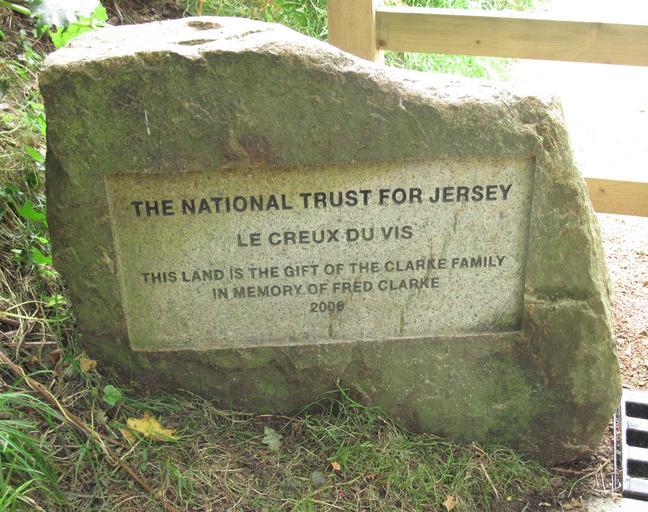 THE NATIONAL TRUST FOR JERSEY
LE CREUX DU VIS
THIS LAND IS THE GIFT OF THE CLARKE FAMILY
IN MEMORY OF FRED CLARKE
2006